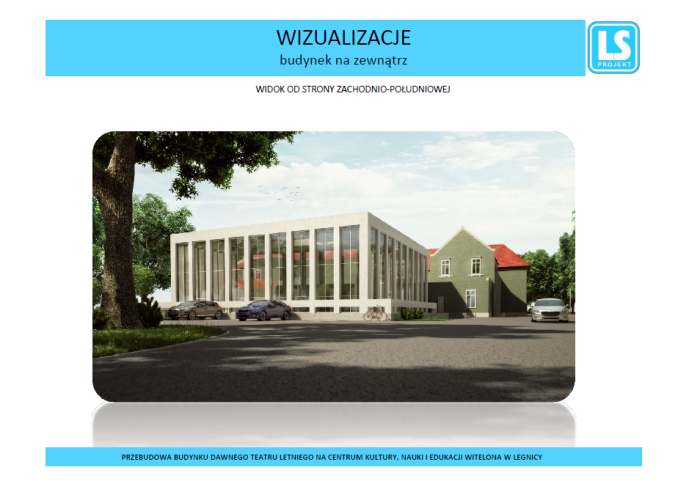 WIZUALIZACJE
budynek na zewnątrz
LS
PROJEKT
WIDOK OD STRONY ZACHODNIO-POŁUDNIOWEJ
PRZEBUDOWA BUDYNKU DAWNEGO TEATRU LETNIEGO NA CENTRUM KULTURY, NAUKI I EDUKACJI WITELONA W LEGNICY